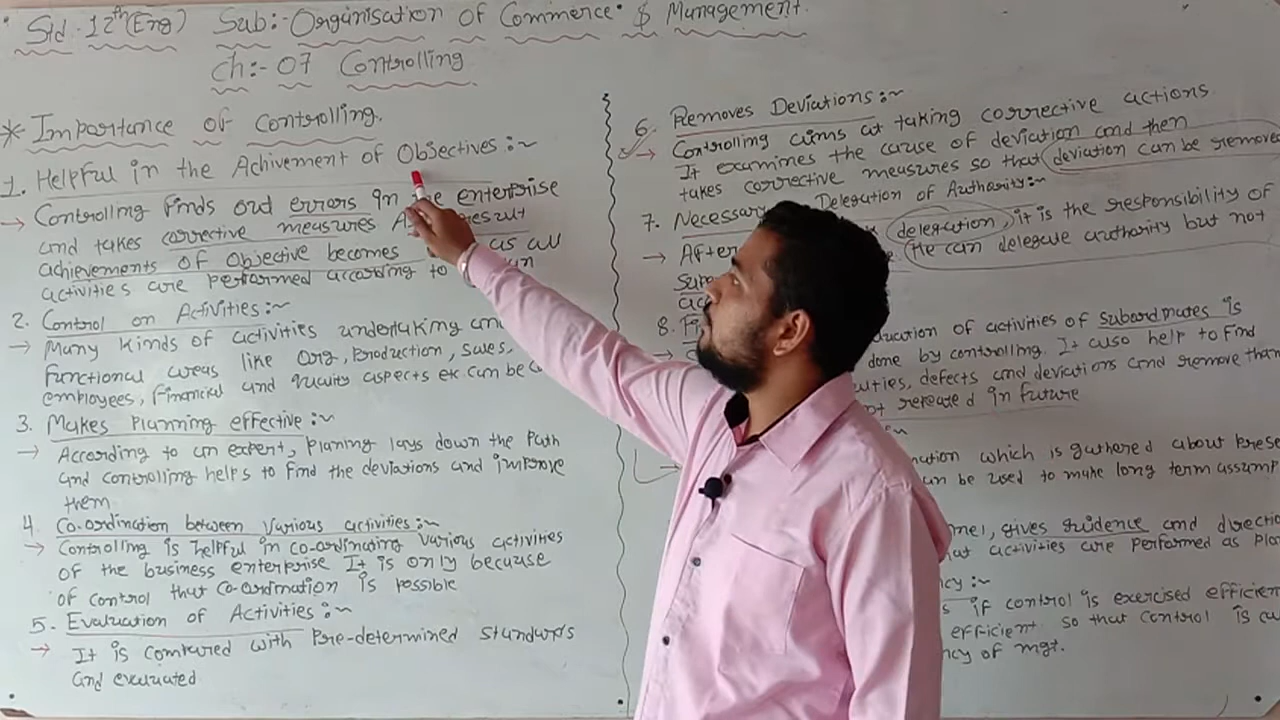 Std :- 12th (Eng) Sub:- Organisation of Commerce & Management.
Ch:- 07 Controlling
* Importance of Controlling.
1. Helpful in the Achivement of Objectives :~
→ Controlling finds out errors in the enterprise
and takes corrective measures As result
achievements of Objective becomes as all
activities are performed according to
2. Control on Activities :~
→ Many kinds of activities undertaking
functional areas like Org, Production, Sales,
employees, financial and quality aspects etc can be
3. Makes Planning effective :~
→ According to an expert, planning lays down the Path
and controlling helps to find the deviations and improve
them
4. Co-ordination between Various activities :~
→ Controlling is helpful in co-ordinating Various activities
of the business enterprise It is only because
of control that Co-ordination is possible
5. Evaluation of Activities :~
→ It is compared with Pre-determined standards
and evaluated
6. Removes Deviations :~
→ Controlling aims at taking corrective actions
It examines the cause of deviation and then
takes corrective measures so that deviation can be remove
7. Necessary Delegation of Authority :~
→ After delegation, it is the responsibility of
He can delegate authority but not
8.
of activities of subordinates is
done by controlling. It also help to find
defects and deviations and remove
repeated in future
which is gathered about Prese
can be used to make long term assump
gives guidence and directi
activities are performed as Plan
if control is exercised efficien
efficient so that control is
of mgt.